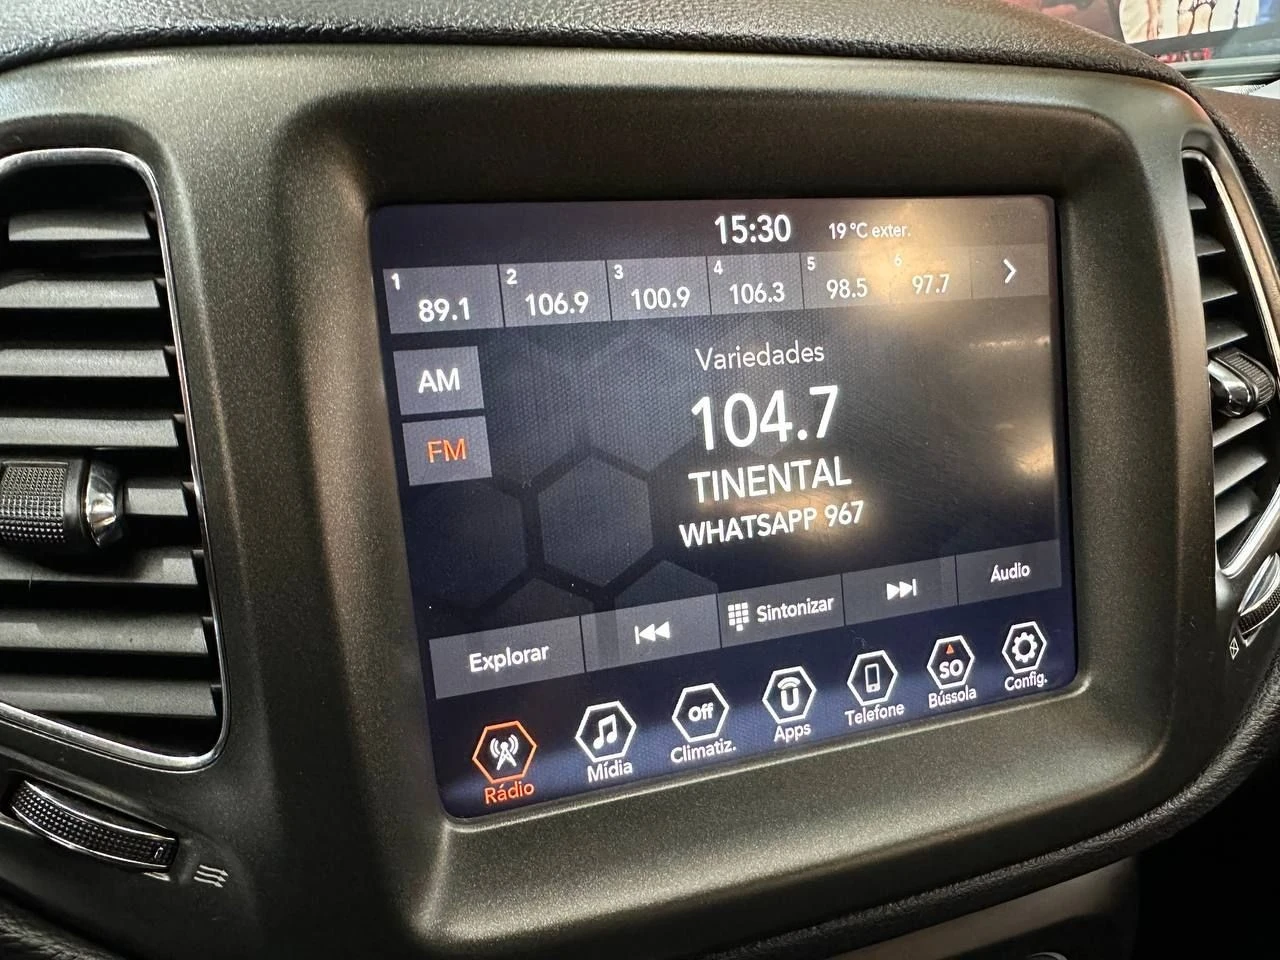 15:30 19 °C exter.
1 89.1 2 106.9 3 100.9 4 106.3 5 98.5 6 97.7
Variedades
AM
104.7
FM
TINENTAL
WHATSAPP 967
Explorar Sintonizar Áudio
Off U SO
Rádio Mídia Climatiz. Apps Telefone Bússola Config.